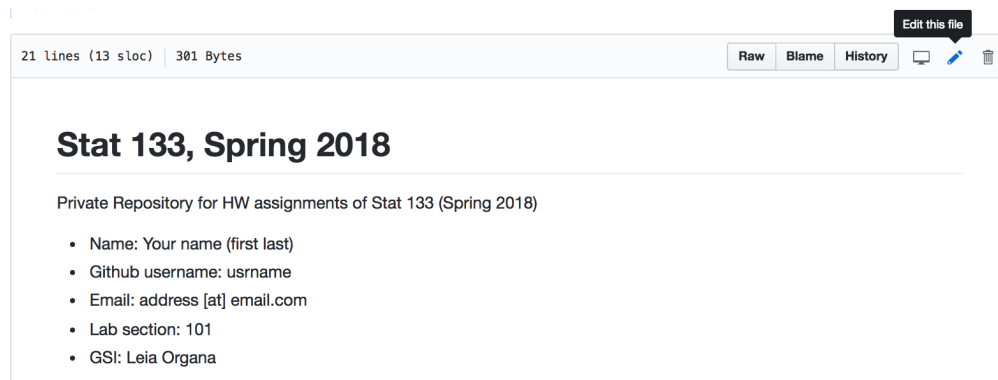 Edit this file
21 lines (13 sloc) 301 Bytes Raw Blame History
Stat 133, Spring 2018
Private Repository for HW assignments of Stat 133 (Spring 2018)
• Name: Your name (first last)
• Github username: usrname
• Email: address [at] email.com
• Lab section: 101
• GSI: Leia Organa